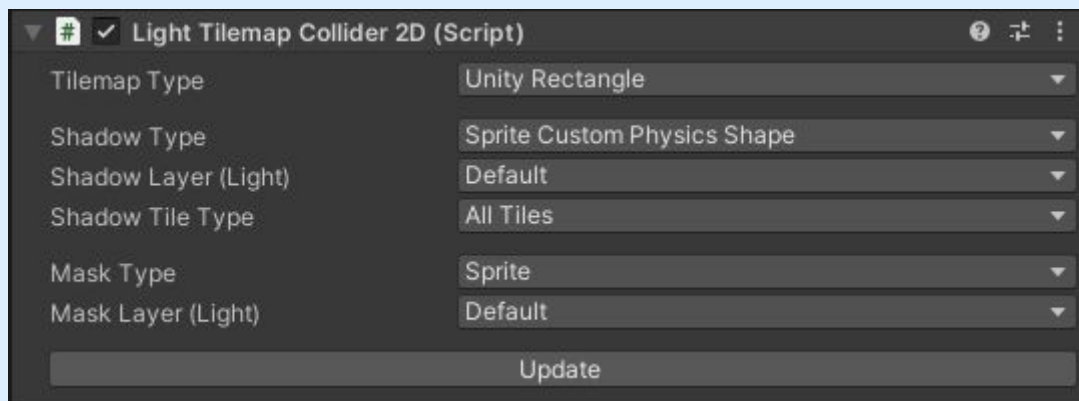 # Light Tilemap Collider 2D (Script)
Tilemap Type Unity Rectangle
Shadow Type Sprite Custom Physics Shape
Shadow Layer (Light) Default
Shadow Tile Type All Tiles
Mask Type Sprite
Mask Layer (Light) Default
Update